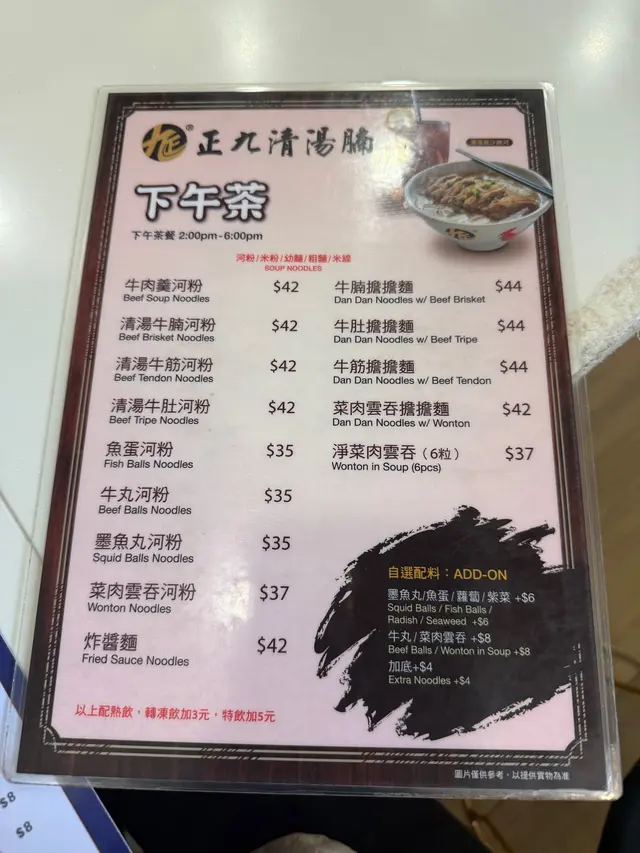 正九清湯腩
下午茶
下午茶餐 2:00pm-6:00pm
河粉/米粉/幼麵/粗麵/米線
SOUP NOODLES
牛肉羹河粉 $42
Beef Soup Noodles
清湯牛腩河粉 $42
Beef Brisket Noodles
清湯牛筋河粉 $42
Beef Tendon Noodles
清湯牛肚河粉 $42
Beef Tripe Noodles
魚蛋河粉 $35
Fish Balls Noodles
牛丸河粉 $35
Beef Balls Noodles
墨魚丸河粉 $35
Squid Balls Noodles
菜肉雲吞河粉 $37
Wonton Noodles
炸醬麵 $42
Fried Sauce Noodles
牛腩擔擔麵 $44
Dan Dan Noodles w/ Beef Brisket
牛肚擔擔麵 $44
Dan Dan Noodles w/ Beef Tripe
牛筋擔擔麵 $44
Dan Dan Noodles w/ Beef Tendon
菜肉雲吞擔擔麵 $42
Dan Dan Noodles w/ Wonton
淨菜肉雲吞（6粒） $37
Wonton in Soup (6pcs)
自選配料：ADD-ON
墨魚丸/魚蛋/蘿蔔/紫菜 +$6
Squid Balls / Fish Balls /
Radish / Seaweed +$6
牛丸/菜肉雲吞 +$8
Beef Balls / Wonton in Soup +$8
加底+$4
Extra Noodles +$4
以上配熱飲，轉凍飲加3元，特飲加5元
圖片僅供參考，以提供實物為准
$8
$8